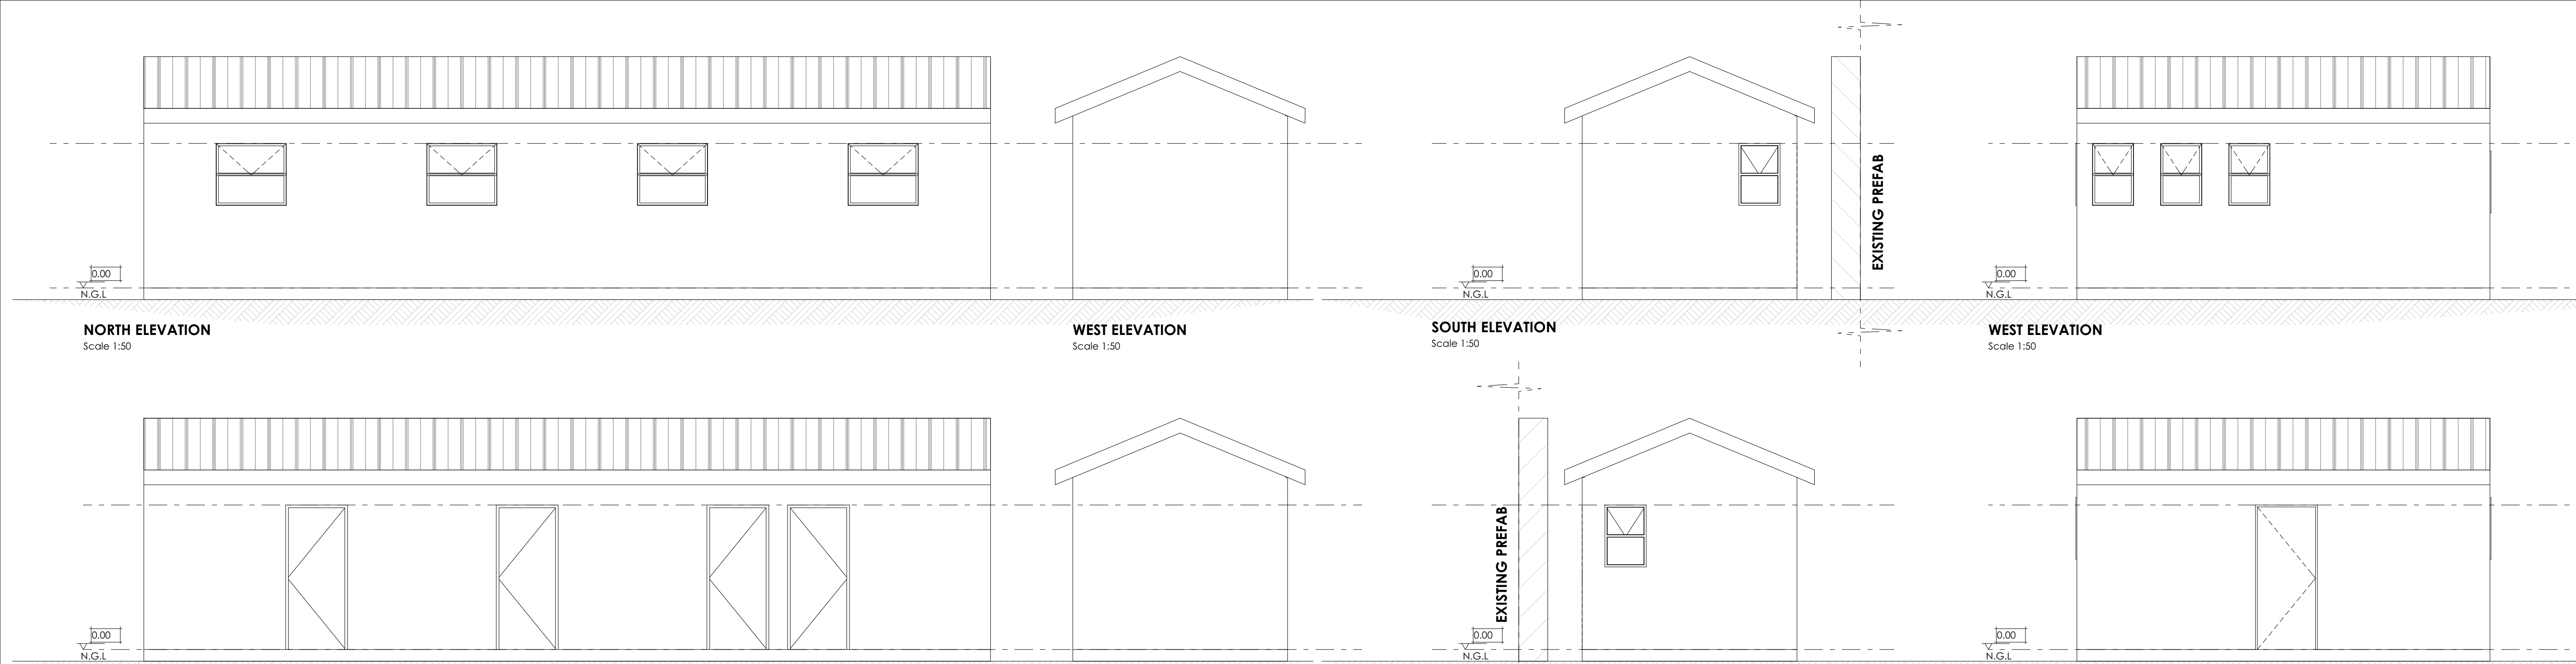 EXISTING PREFAB
0.00
N.G.L
0.00
N.G.L
0.00
N.G.L
NORTH ELEVATION
Scale 1:50
WEST ELEVATION
Scale 1:50
SOUTH ELEVATION
Scale 1:50
WEST ELEVATION
Scale 1:50
EXISTING PREFAB
0.00
N.G.L
0.00
N.G.L
0.00
N.G.L